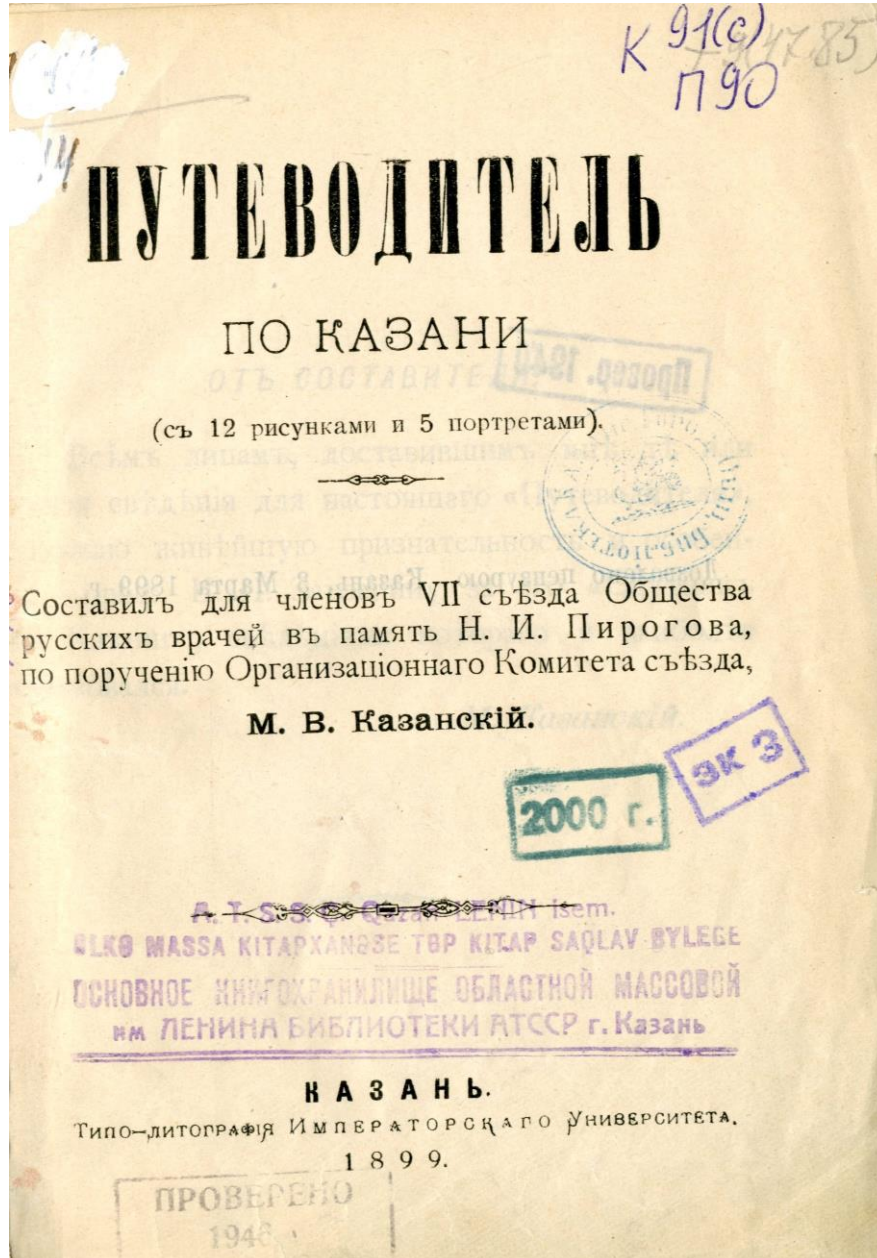 К 91(с)
П90
ПУТЕВОДИТЕЛЬ
ПО КАЗАНИ
(съ 12 рисунками и 5 портретами).
Составилъ для членовъ VII съѣзда Общества
русскихъ врачей въ память Н. И. Пирогова,
по порученію Организаціоннаго Комитета съѣзда,
М. В. Казанскій.
эк 3
2000 г.
A. T. S. S. Q. LENIN isem.
MASSA KITAPXANƏSE TƏP KITAP SAQLAV BYLEGE
ОСНОВНОЕ КНИГОХРАНИЛИЩЕ ОБЛАСТНОЙ МАССОВОЙ
им ЛЕНИНА БИБЛИОТЕКИ АТССР г. Казань
КАЗАНЬ.
Типо-литографія Императорскаго Университета.
1899.
ПРОВЕРЕНО